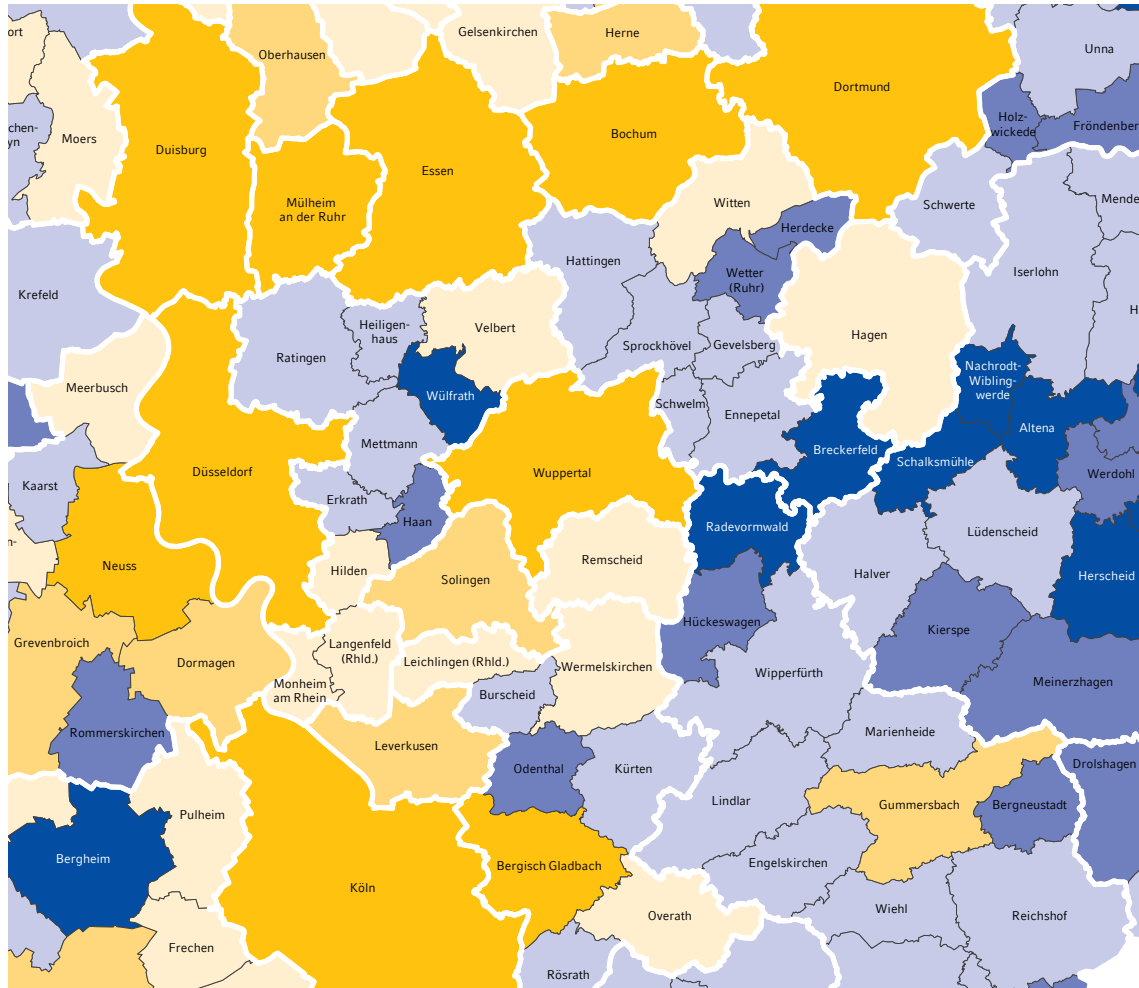 Gelsenkirchen
ort
Herne
Unna
Oberhausen
Dortmund
Holz-
wickede
Fröndenber
chen-
yn
Moers
Bochum
Duisburg
Essen
Mülheim
an der Ruhr
Witten
Schwerte
Mende
Herdecke
Hattingen
Wetter
(Ruhr)
Iserlohn
Krefeld
H
Heiligen-
haus
Velbert
Hagen
Sprockhövel
Gevelsberg
Ratingen
Nachrodt-
Wibling-
werde
Meerbusch
Wülfrath
Schwelm
Ennepetal
Altena
Mettmann
Breckerfeld
Schalksmühle
Düsseldorf
Wuppertal
Werdohl
Kaarst
Erkrath
Haan
Radevormwald
Lüdenscheid
n-
Neuss
Hilden
Solingen
Remscheid
Halver
Herscheid
Hückeswagen
Kierspe
Grevenbroich
Dormagen
Langenfeld
(Rhld.)
Leichlingen (Rhld.)
Wermelskirchen
Wipperfürth
Monheim
am Rhein
Burscheid
Meinerzhagen
Rommerskirchen
Marienheide
Leverkusen
Odenthal
Kürten
Drolshagen
Lindlar
Gummersbach
Bergneustadt
Pulheim
Bergheim
Bergisch Gladbach
Engelskirchen
Köln
Overath
Wiehl
Reichshof
Frechen
Rösrath